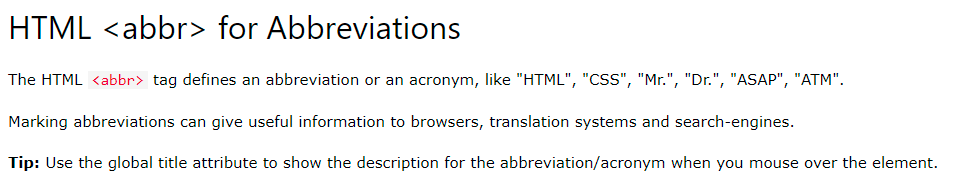 HTML <abbr> for Abbreviations
The HTML <abbr> tag defines an abbreviation or an acronym, like "HTML", "CSS", "Mr.", "Dr.", "ASAP", "ATM".
Marking abbreviations can give useful information to browsers, translation systems and search-engines.
Tip: Use the global title attribute to show the description for the abbreviation/acronym when you mouse over the element.